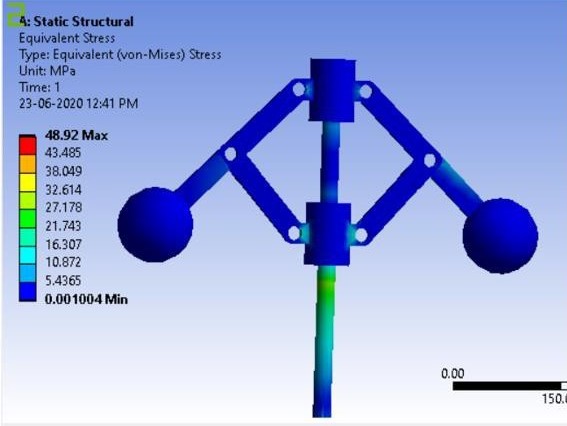 A: Static Structural
Equivalent Stress
Type: Equivalent (von-Mises) Stress
Unit: MPa
Time: 1
23-06-2020 12:41 PM
48.92 Max
43.485
38.049
32.614
27.178
21.743
16.307
10.872
5.4365
0.001004 Min
0.00